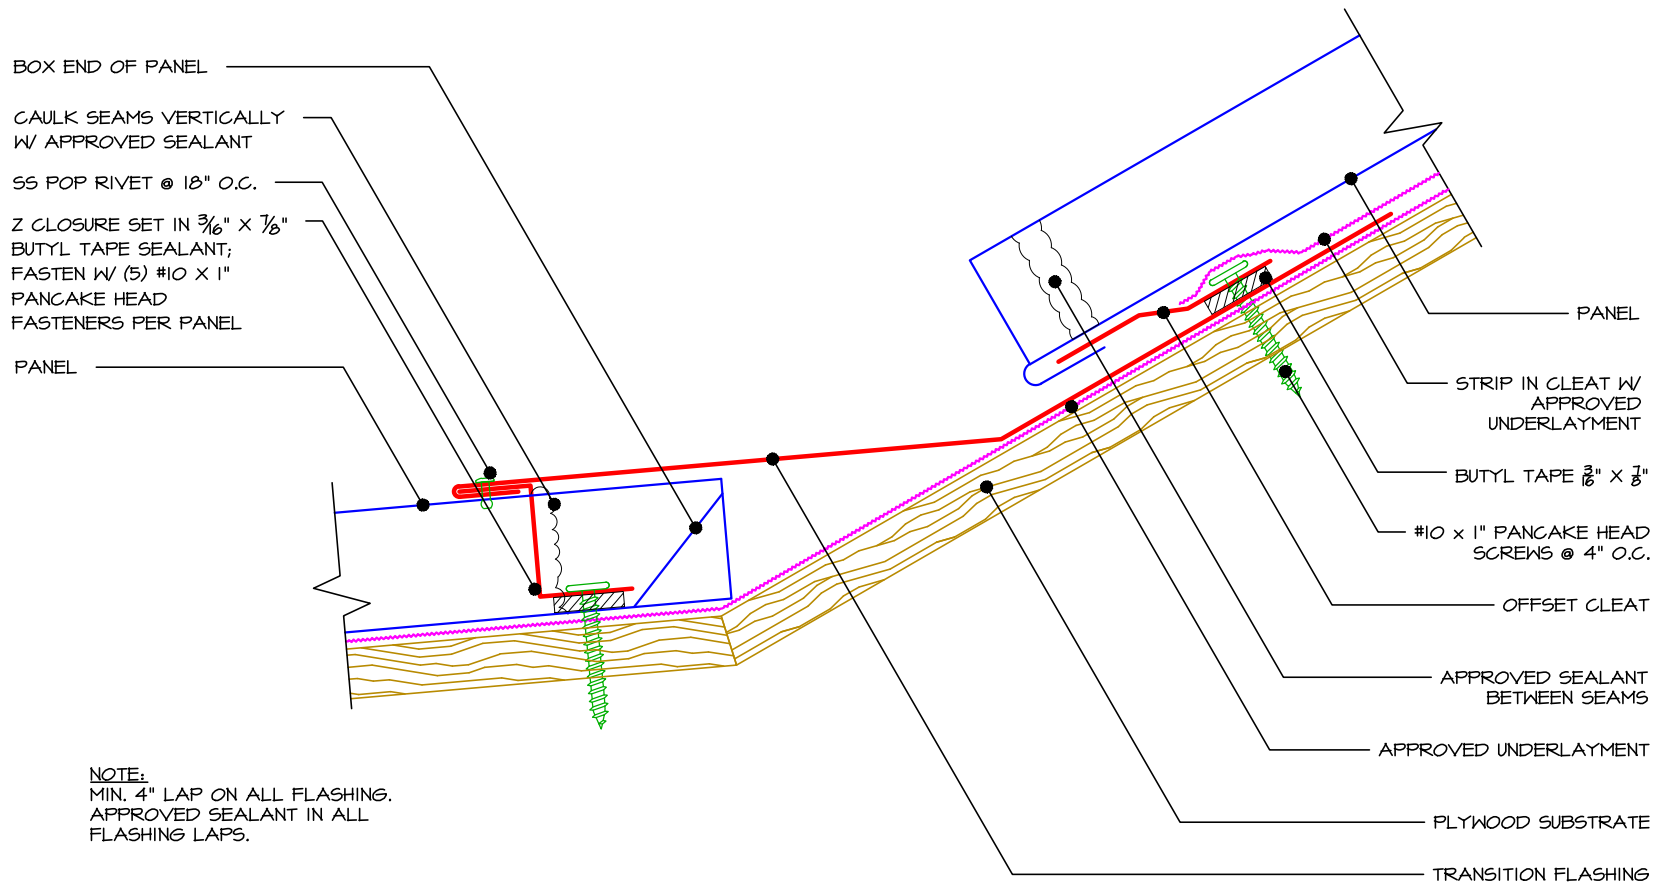 BOX END OF PANEL
CAULK SEAMS VERTICALLY
W/ APPROVED SEALANT
SS POP RIVET @ 18" O.C.
Z CLOSURE SET IN 3/16" X 7/8"
BUTYL TAPE SEALANT;
FASTEN W/ (5) #10 X 1"
PANCAKE HEAD
FASTENERS PER PANEL
PANEL
PANEL
STRIP IN CLEAT W/
APPROVED
UNDERLAYMENT
BUTYL TAPE 3/16" X 7/8"
#10 X 1" PANCAKE HEAD
SCREWS @ 4" O.C.
OFFSET CLEAT
APPROVED SEALANT
BETWEEN SEAMS
APPROVED UNDERLAYMENT
PLYWOOD SUBSTRATE
TRANSITION FLASHING
NOTE:
MIN. 4" LAP ON ALL FLASHING.
APPROVED SEALANT IN ALL
FLASHING LAPS.